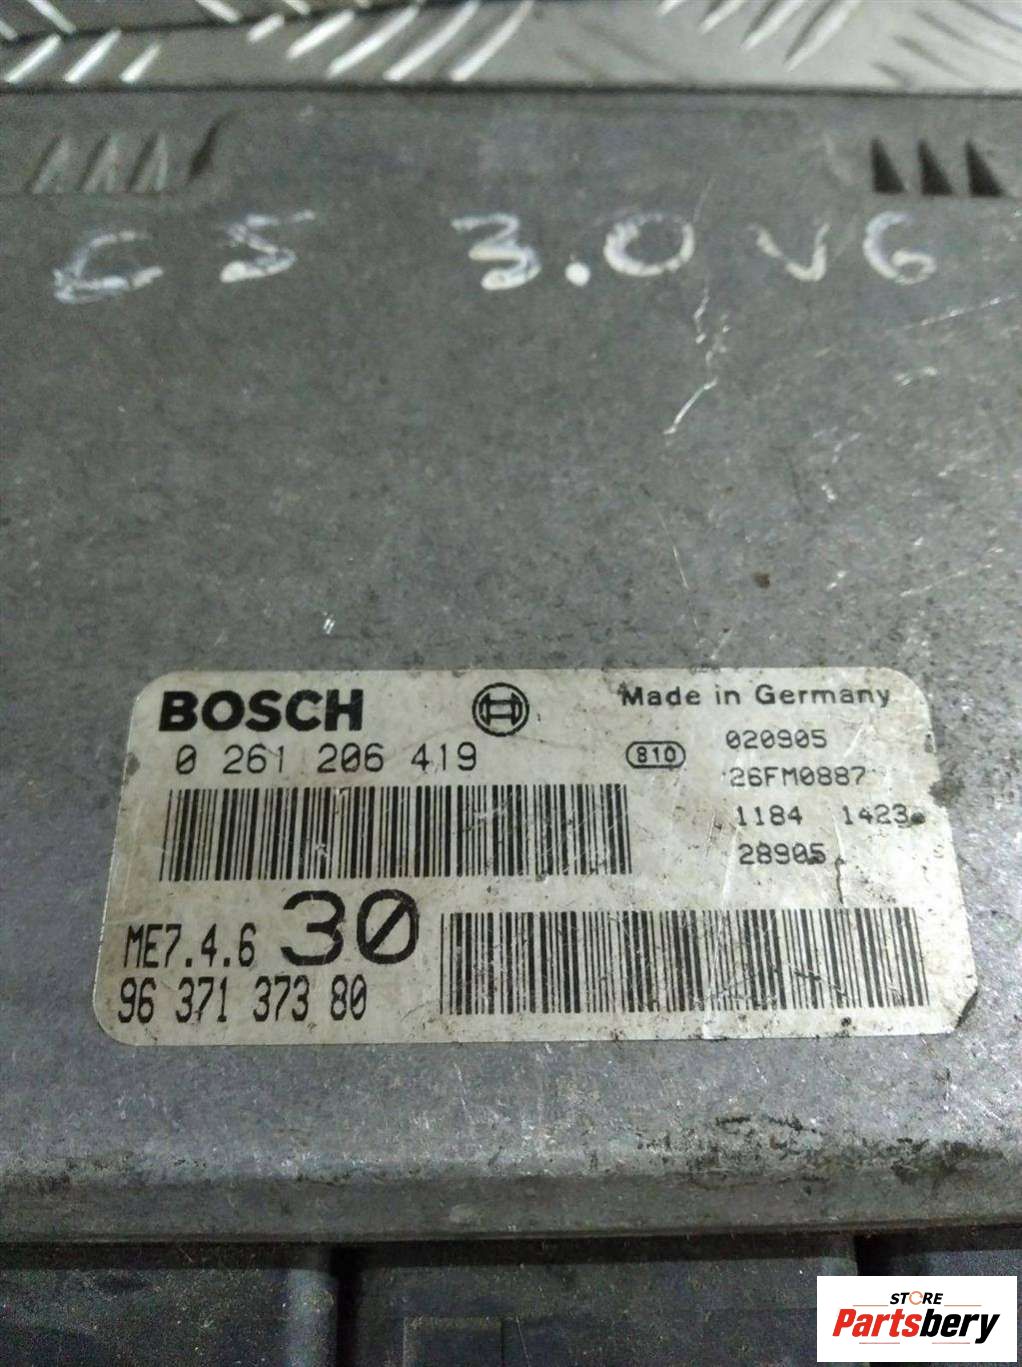 C5 3.0 V6
BOSCH
Made in Germany
0 261 206 419
810
020905
26FM0887
1184 1423
28905
ME7.4.6 30
96 371 373 80
STORE
Partsbery